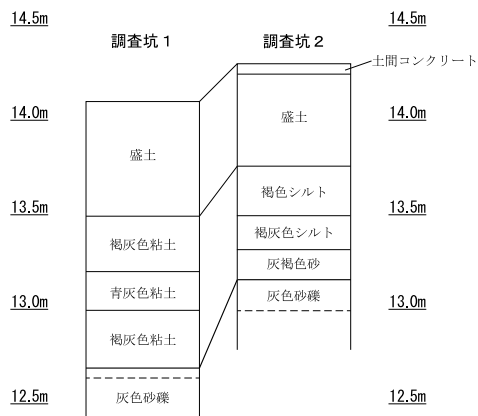 14.5m
14.0m
13.5m
13.0m
12.5m
調査坑 1
盛土
褐灰色粘土
青灰色粘土
褐灰色粘土
灰色砂礫
調査坑 2
土間コンクリート
盛土
褐色シルト
褐灰色シルト
灰褐色砂
灰色砂礫
14.5m
14.0m
13.5m
13.0m
12.5m